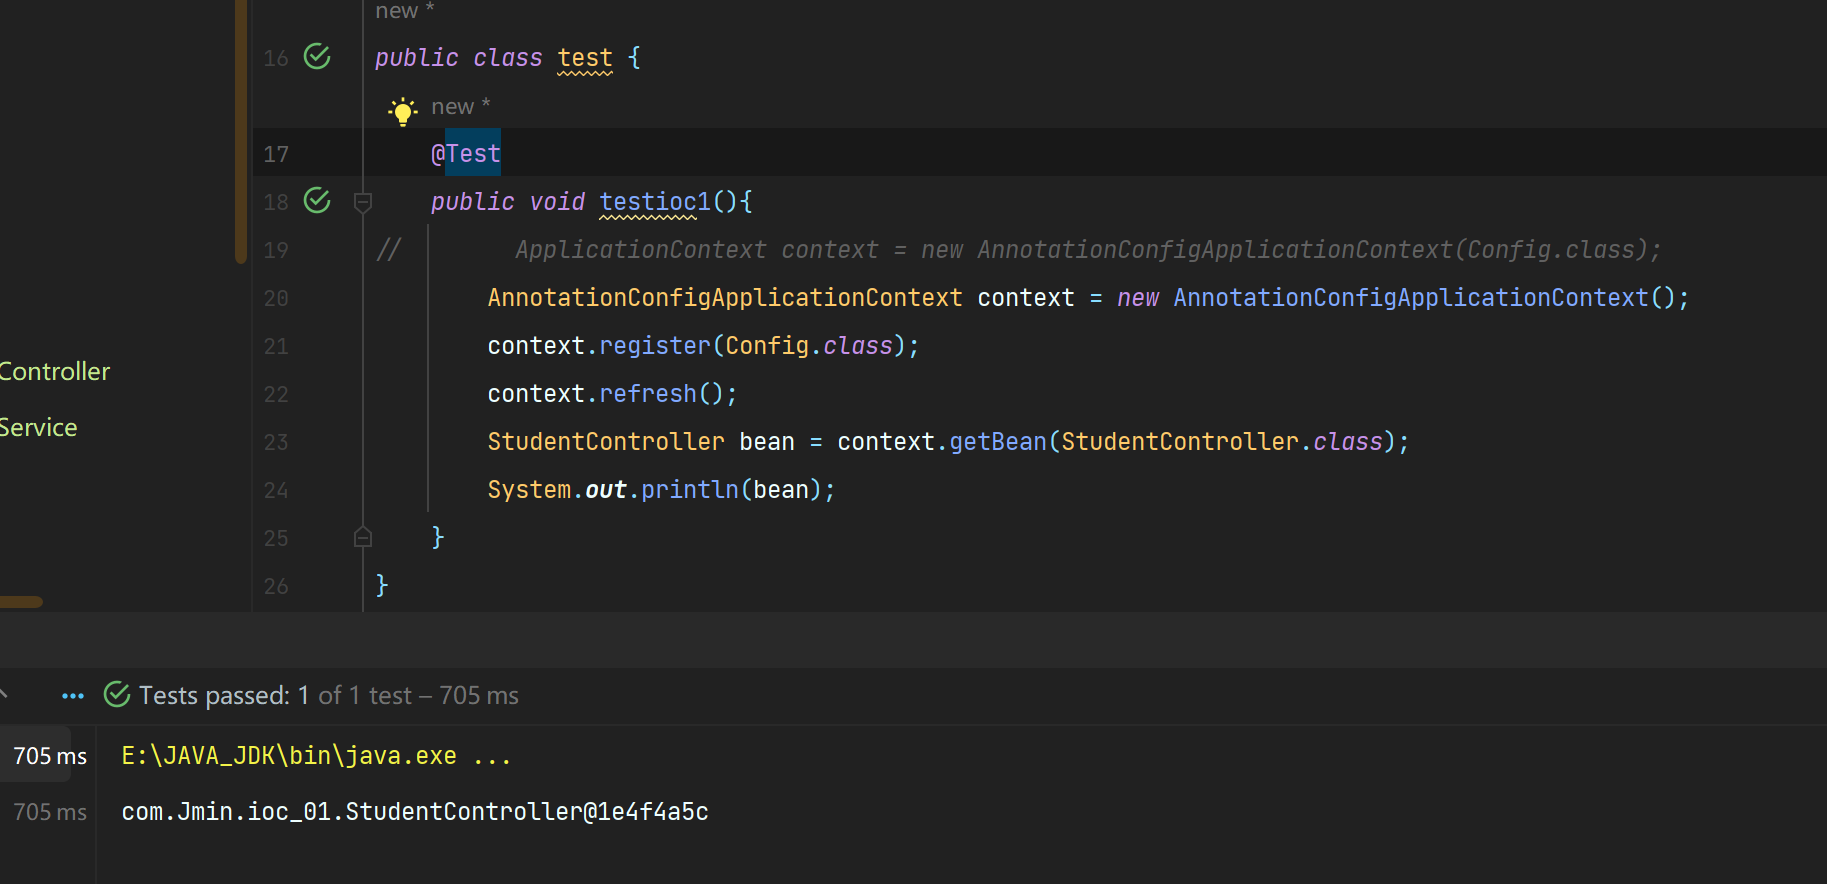 new *
16 public class test {
new *
17 @Test
18 public void testioc1(){
19 // ApplicationContext context = new AnnotationConfigApplicationContext(Config.class);
20 AnnotationConfigApplicationContext context = new AnnotationConfigApplicationContext();
21 context.register(Config.class);
Controller
22 context.refresh();
Service
23 StudentController bean = context.getBean(StudentController.class);
24 System.out.println(bean);
25 }
26 }
Tests passed: 1 of 1 test – 705 ms
705 ms E:\JAVA_JDK\bin\java.exe ...
705 ms com.Jmin.ioc_01.StudentController@1e4f4a5c